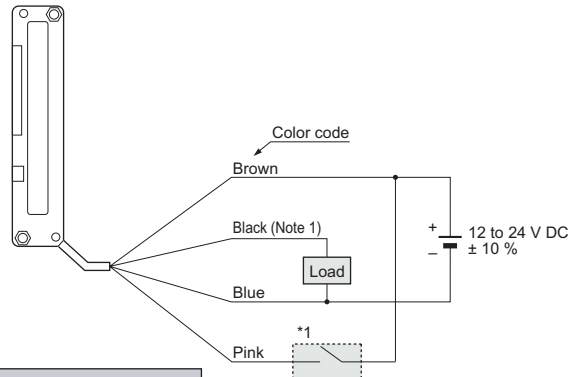 Color code
Brown
Black (Note 1)
+
12 to 24 V DC
± 10 %
–
Load
Blue
*1
Pink